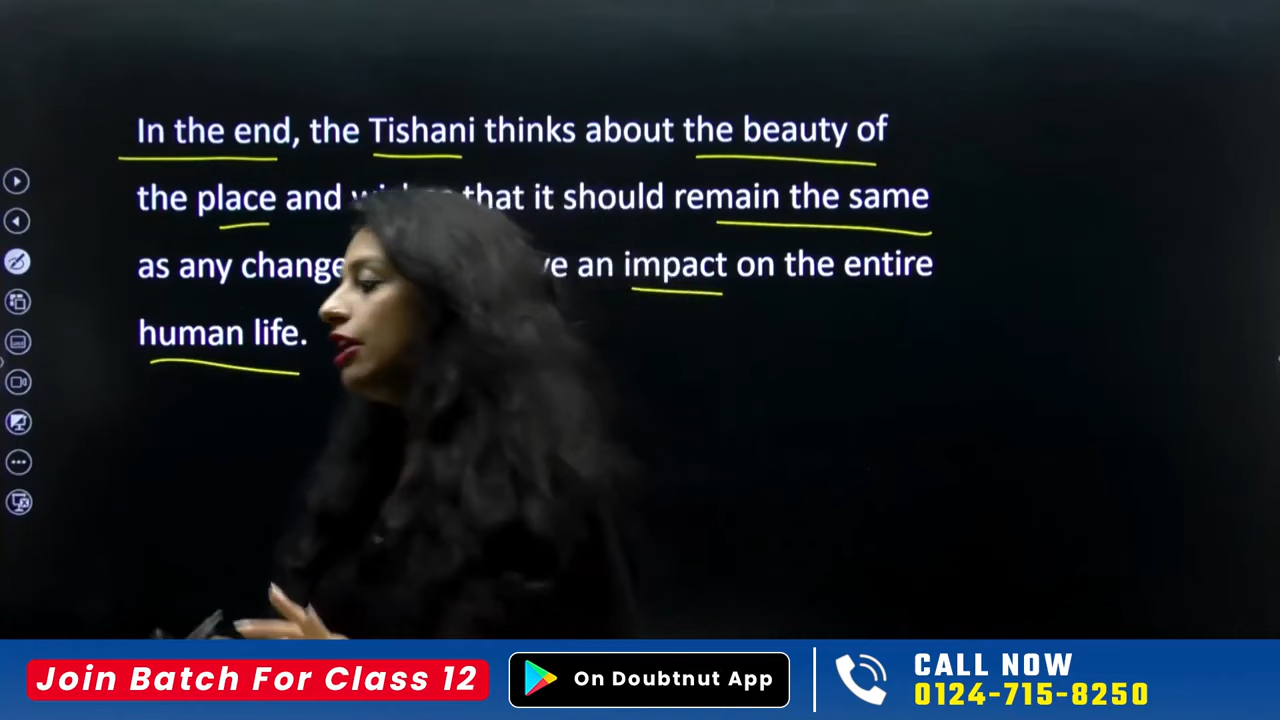 In the end, the Tishani thinks about the beauty of
the place and that it should remain the same
as any change an impact on the entire
human life.
Join Batch For Class 12
On Doubtnut App
CALL NOW
0124-715-8250